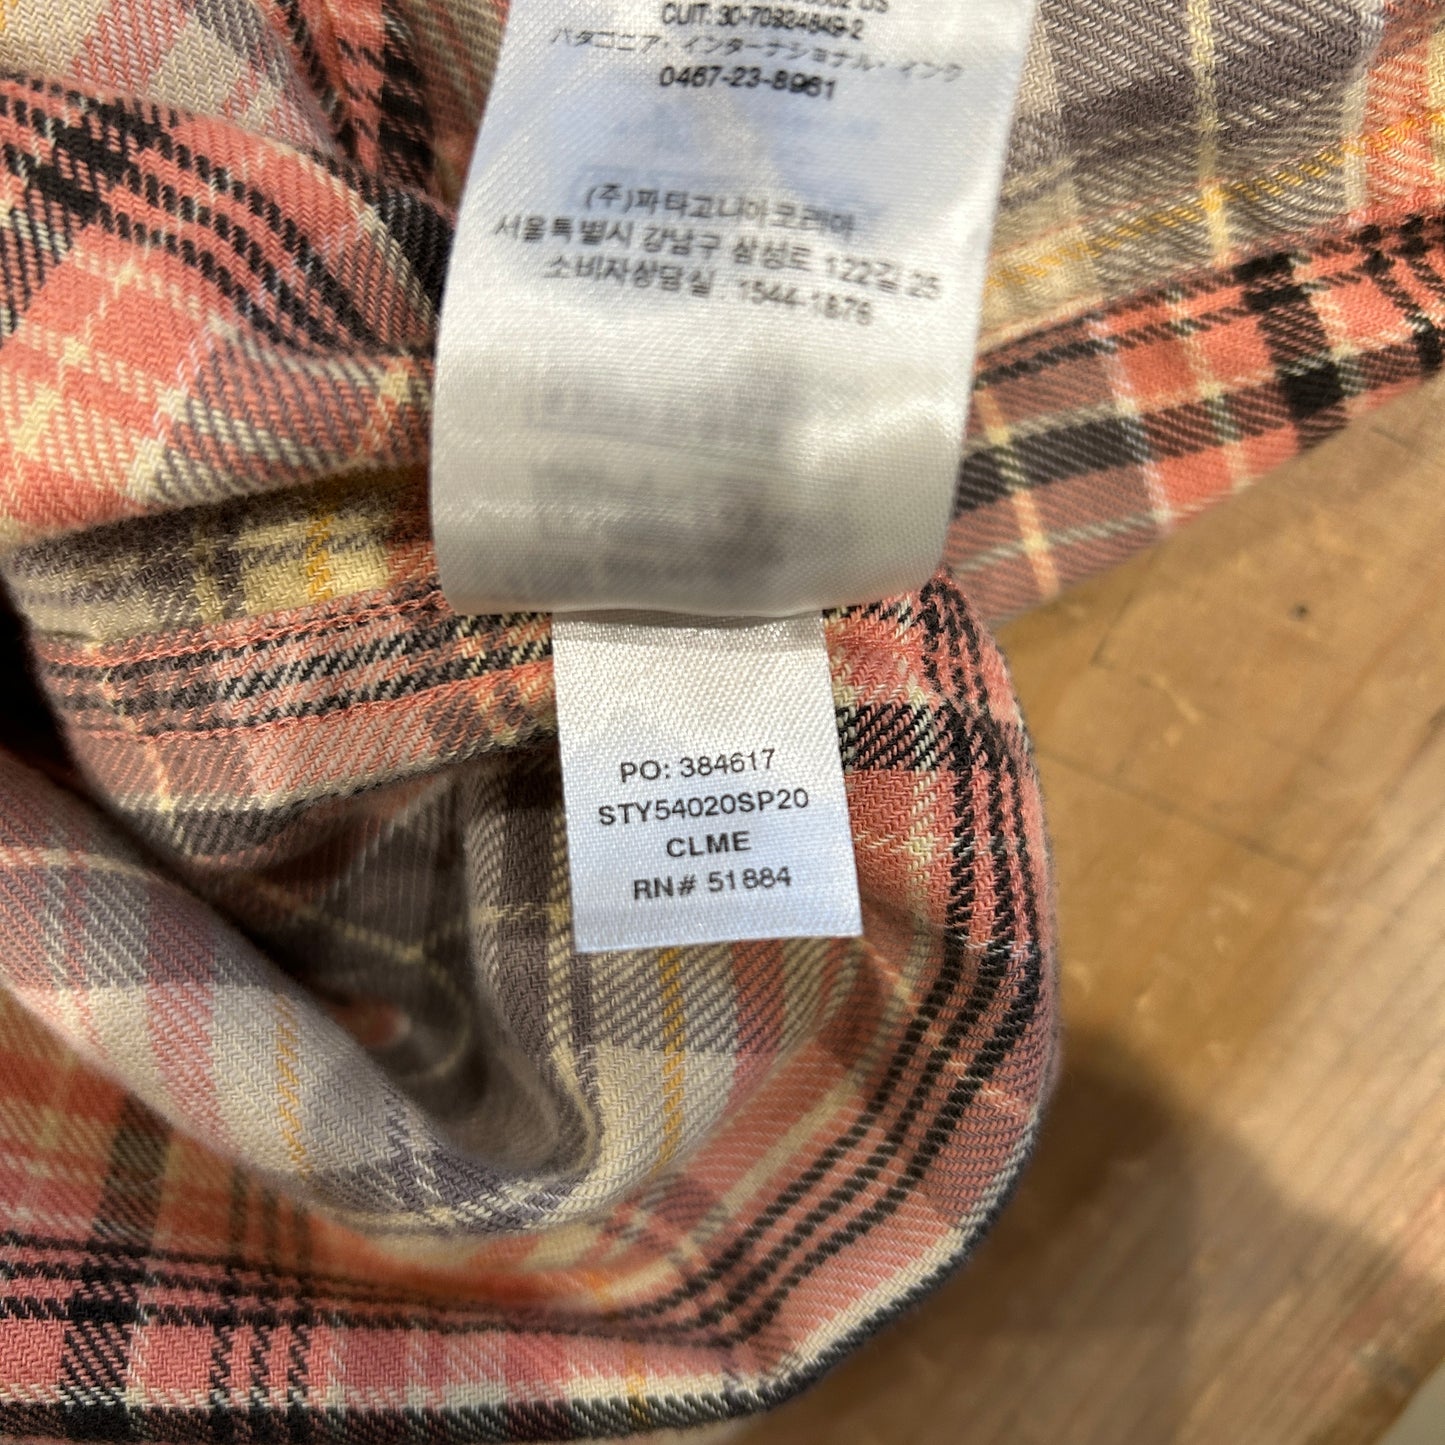 US
CUIT: 30-70924849-2
パタゴニア・インターナショナル・インク
0467-23-8961
(주)파타고니아코리아
서울특별시 강남구 삼성로 122길 25
소비자상담실 : 1544-1876
PO: 384617
STY54020SP20
CLME
RN# 51884